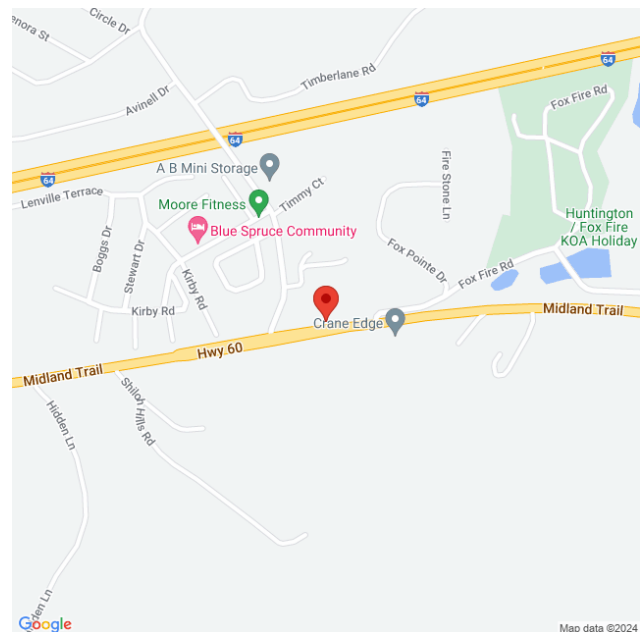 enora St
Circle Dr
Avinell Dr
Timberlane Rd
64
64
64
64
Fox Fire Rd
A B Mini Storage
Timmy Ct
Lenville Terrace
Moore Fitness
Blue Spruce Community
Fire Stone Ln
Boggs Dr
Stewart Dr
Kirby Rd
Kirby Rd
Fox Pointe Dr
Fox Fire Rd
Huntington
/ Fox Fire
KOA Holiday
Crane Edge
Midland Trail
Hwy 60
Midland Trail
Shiloh Hills Rd
Hidden Ln
dden Ln
Google
Map data ©2024